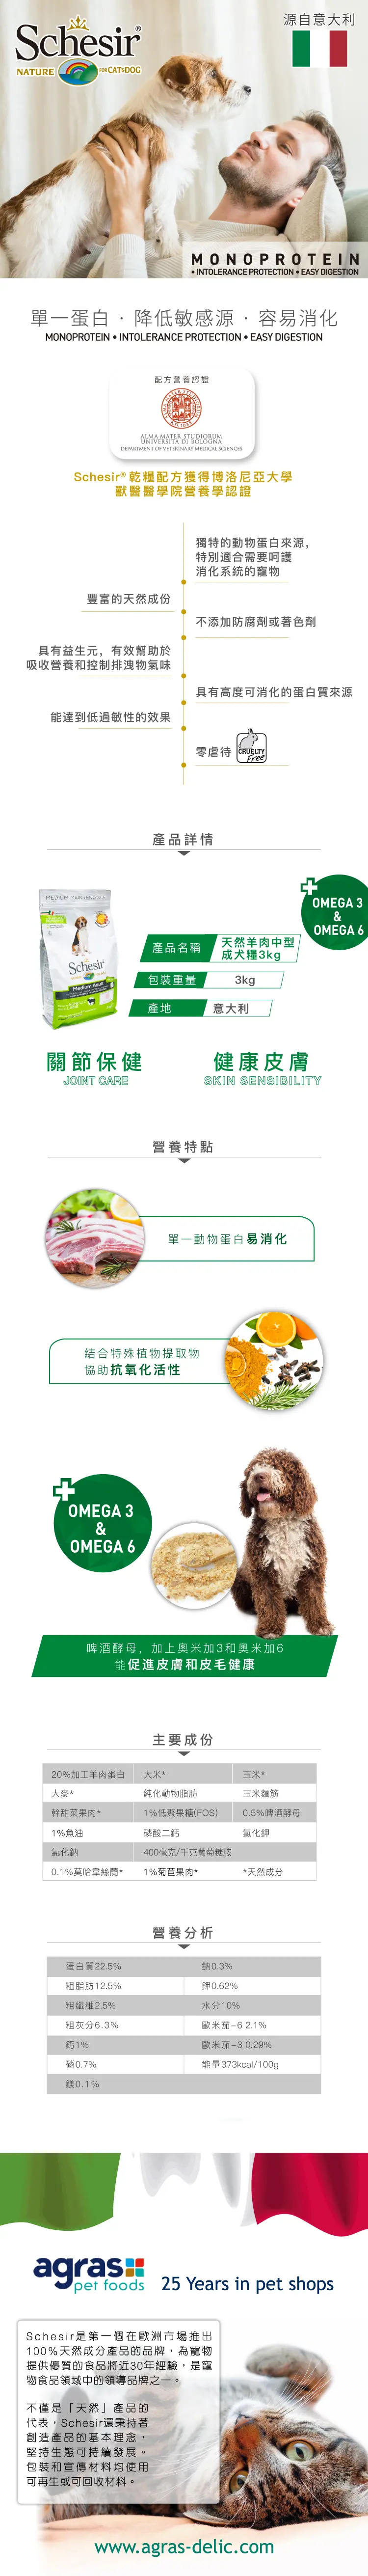 源自意大利
Schesir®
NATURE FOR CAT&DOG
MONOPROTEIN
• INTOLERANCE PROTECTION • EASY DIGESTION
單一蛋白 · 降低敏感源 · 容易消化
MONOPROTEIN • INTOLERANCE PROTECTION • EASY DIGESTION
配方營養認證
ALMA MATER STUDIORUM
UNIVERSITÀ DI BOLOGNA
DEPARTMENT OF VETERINARY MEDICAL SCIENCES
Schesir® 乾糧配方獲得博洛尼亞大學
獸醫醫學院營養學認證
獨特的動物蛋白來源，
特別適合需要呵護
消化系統的寵物
豐富的天然成份
不添加防腐劑或著色劑
具有益生元，有效幫助於
吸收營養和控制排洩物氣味
具有高度可消化的蛋白質來源
能達到低過敏性的效果
零虐待
CRUELTY
Free
產品詳情
OMEGA 3
&
OMEGA 6
Schesir
Medium Adult
產品名稱
天然羊肉中型
成犬糧3kg
包裝重量
3kg
產地
意大利
關節保健
JOINT CARE
健康皮膚
SKIN SENSIBILITY
營養特點
單一動物蛋白易消化
結合特殊植物提取物
協助抗氧化活性
OMEGA 3
&
OMEGA 6
啤酒酵母，加上奧米加3和奧米加6
能促進皮膚和皮毛健康
主要成份
20%加工羊肉蛋白 大米* 玉米*
大麥* 純化動物脂肪 玉米麵筋
幹甜菜果肉* 1%低聚果糖(FOS) 0.5%啤酒酵母
1%魚油 磷酸二鈣 氯化鉀
氯化鈉 400毫克/千克葡萄糖胺
0.1%莫哈韋絲蘭* 1%菊苣果肉* *天然成分
營養分析
蛋白質22.5% 鈉0.3%
粗脂肪12.5% 鉀0.62%
粗纖維2.5% 水分10%
粗灰分6.3% 歐米茄-6 2.1%
鈣1% 歐米茄-3 0.29%
磷0.7% 能量373kcal/100g
鎂0.1%
agras
pet foods
25 Years in pet shops
Schesir是第一個在歐洲市場推出
100%天然成分產品的品牌，為寵物
提供優質的食品將近30年經驗，是寵
物食品領域中的領導品牌之一。
不僅是「天然」產品的
代表，Schesir還秉持著
創造產品的基本理念，
堅持生態可持續發展。
包裝和宣傳材料均使用
可再生或可回收材料。
www.agras-delic.com